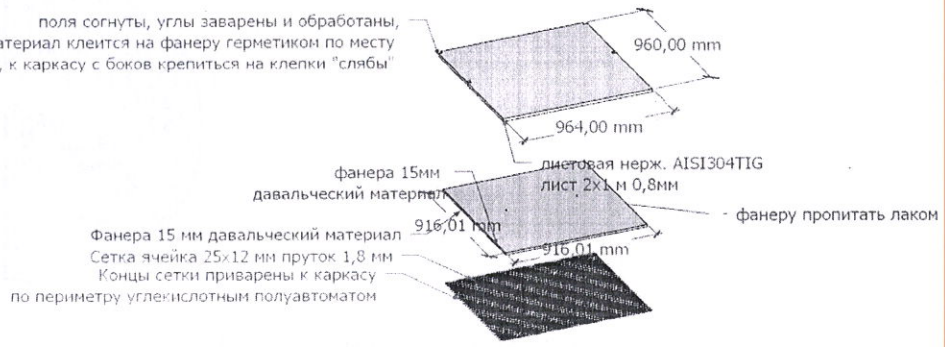 поля согнуты, углы заварены и обработаны,
атериал клеится на фанеру герметиком по месту
, к каркасу с боков крепиться на клепки "слябы"
960,00 mm
964,00 mm
листовая нерж. AISI304TIG
лист 2x1 м 0,8мм
фанера 15мм
давальческий материал
916,01 mm
916,01 mm
фанеру пропитать лаком
Фанера 15 мм давальческий материал
Сетка ячейка 25x12 мм пруток 1,8 мм
Концы сетки приварены к каркасу
по периметру углекислотным полуавтоматом